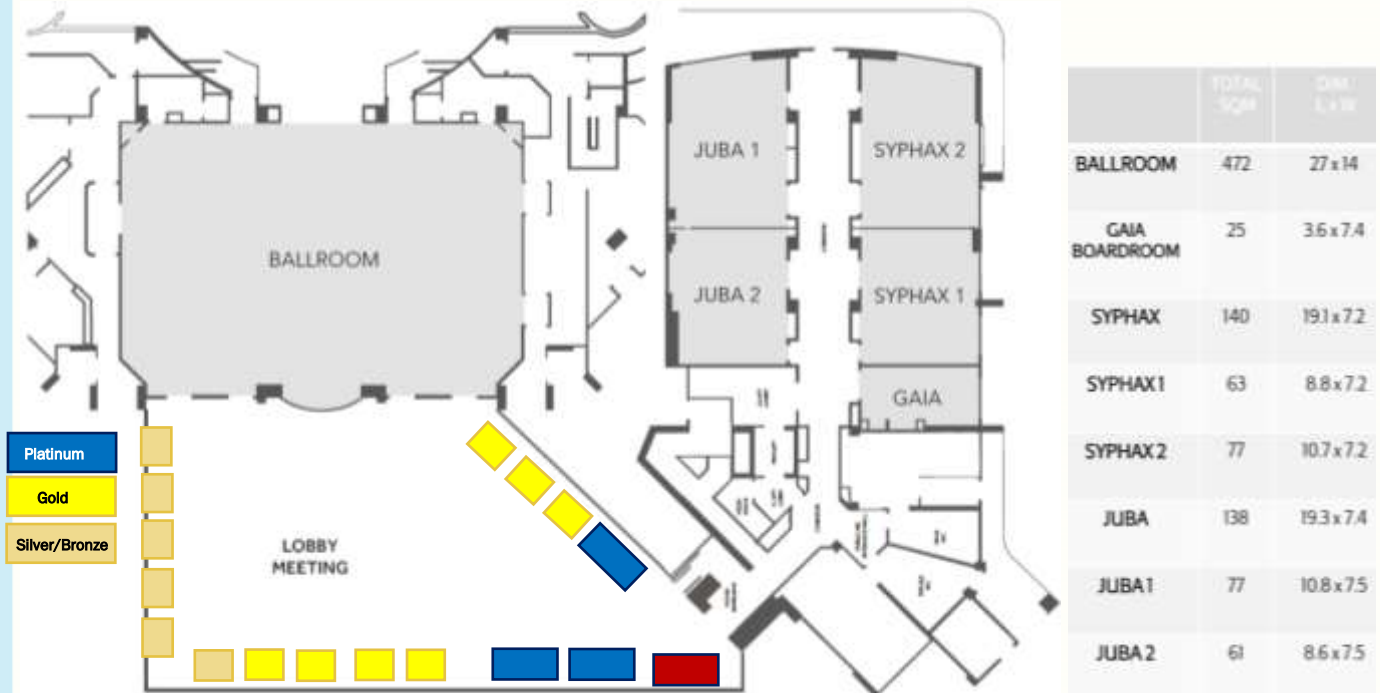 JUBA 1
SYPHAX 2
BALLROOM
JUBA 2
SYPHAX 1
GAIA
Platinum
Gold
Silver/Bronze
LOBBY
MEETING
TOTAL
SQM
DIM
L x W
BALLROOM 472 27 x 14
GAIA
BOARDROOM 25 3.6 x 7.4
SYPHAX 140 19.1 x 7.2
SYPHAX 1 63 8.8 x 7.2
SYPHAX 2 77 10.7 x 7.2
JUBA 138 19.3 x 7.4
JUBA 1 77 10.8 x 7.5
JUBA 2 61 8.6 x 7.5